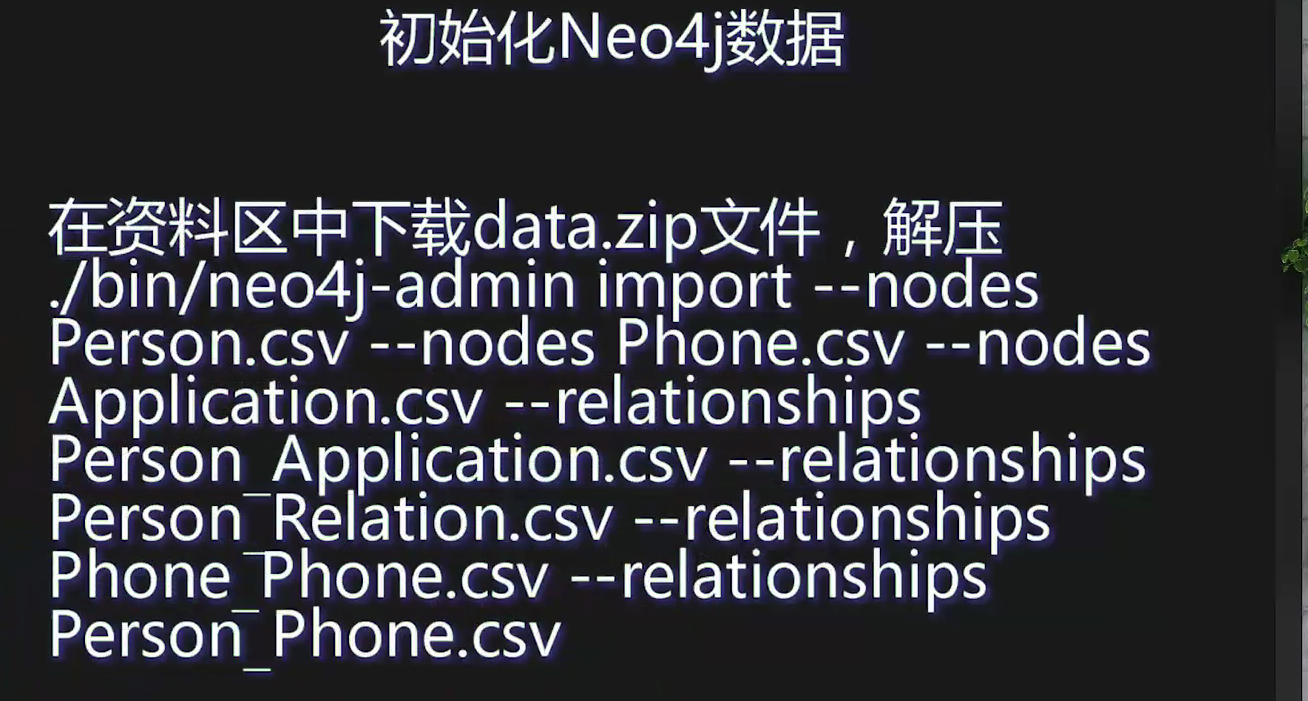 初始化Neo4j数据
在资料区中下载data.zip文件，解压
./bin/neo4j-admin import --nodes
Person.csv --nodes Phone.csv --nodes
Application.csv --relationships
Person_Application.csv --relationships
Person_Relation.csv --relationships
Phone_Phone.csv --relationships
Person_Phone.csv